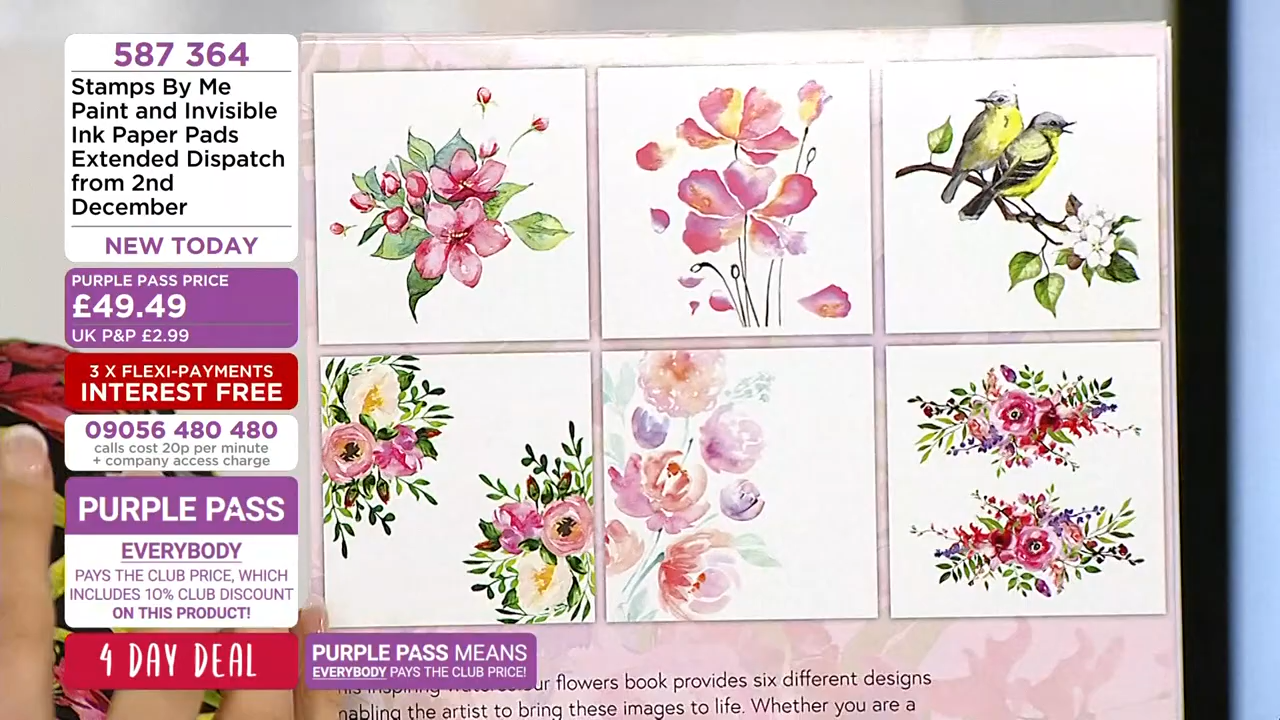 587 364
Stamps By Me
Paint and Invisible
Ink Paper Pads
Extended Dispatch
from 2nd
December
NEW TODAY
PURPLE PASS PRICE
£49.49
UK P&P £2.99
3 X FLEXI-PAYMENTS
INTEREST FREE
09056 480 480
calls cost 20p per minute
+ company access charge
PURPLE PASS
EVERYBODY
PAYS THE CLUB PRICE, WHICH
INCLUDES 10% CLUB DISCOUNT
ON THIS PRODUCT!
4 DAY DEAL
PURPLE PASS MEANS
EVERYBODY PAYS THE CLUB PRICE!
flowers book provides six different designs
the artist to bring these images to life. Whether you are a